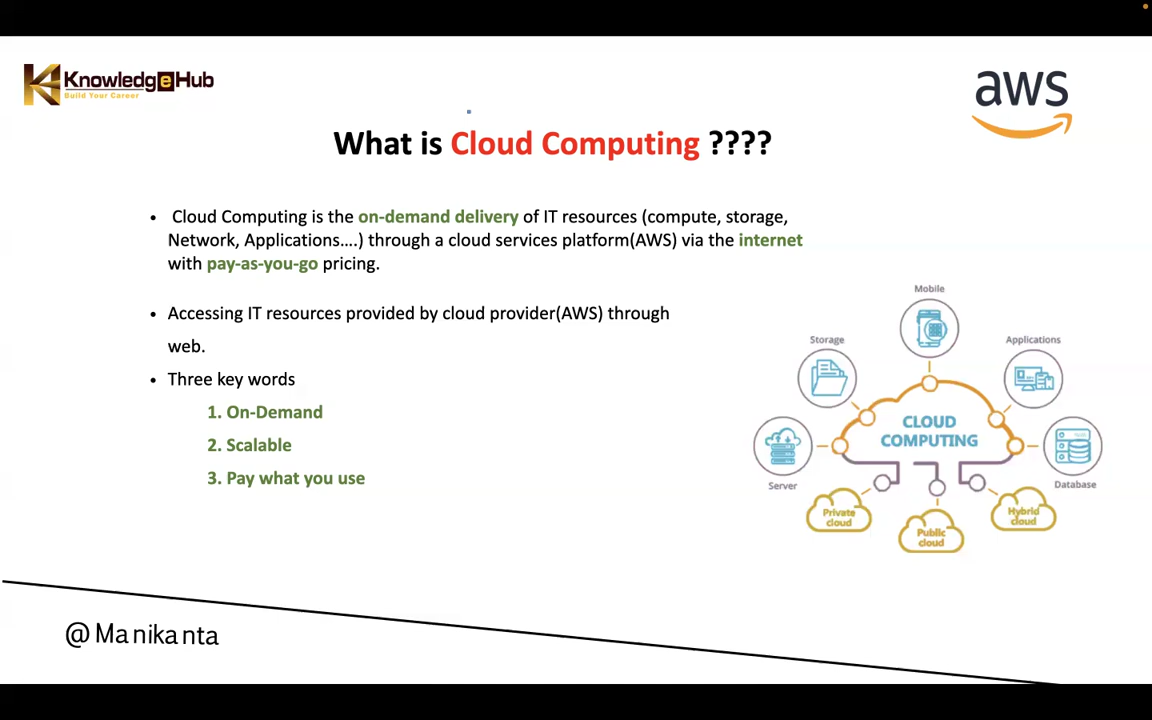 KnowledgeHub
Build Your Career
aws
What is Cloud Computing ????
• Cloud Computing is the on-demand delivery of IT resources (compute, storage,
Network, Applications....) through a cloud services platform(AWS) via the internet
with pay-as-you-go pricing.
• Accessing IT resources provided by cloud provider(AWS) through
web.
• Three key words
1. On-Demand
2. Scalable
3. Pay what you use
Mobile
Storage
Applications
CLOUD
COMPUTING
Server
Database
Private
cloud
Public
cloud
Hybrid
cloud
@Manikanta